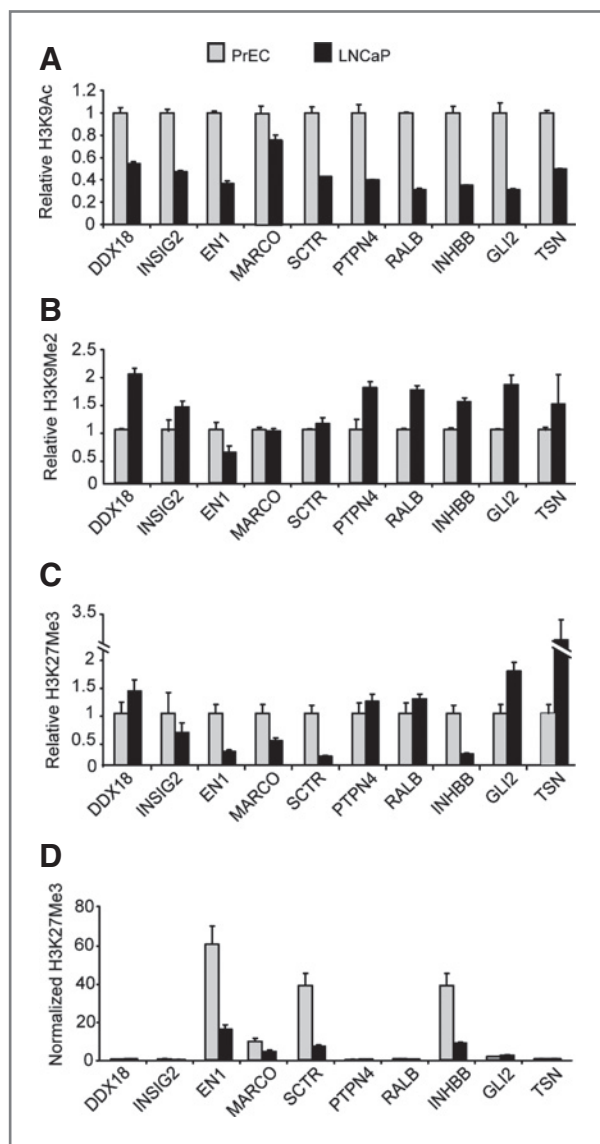 A
PrEC LNCaP
Relative H3K9Ac
1.2
1
0.8
0.6
0.4
0.2
0
DDX18 INSIG2 EN1 MARCO SCTR PTPN4 RALB INHBB GLI2 TSN
B
Relative H3K9Me2
2.5
2
1.5
1
0.5
0
DDX18 INSIG2 EN1 MARCO SCTR PTPN4 RALB INHBB GLI2 TSN
C
Relative H3K27Me3
3.5
2
1
0.5
0
DDX18 INSIG2 EN1 MARCO SCTR PTPN4 RALB INHBB GLI2 TSN
D
Normalized H3K27Me3
80
60
40
20
0
DDX18 INSIG2 EN1 MARCO SCTR PTPN4 RALB INHBB GLI2 TSN